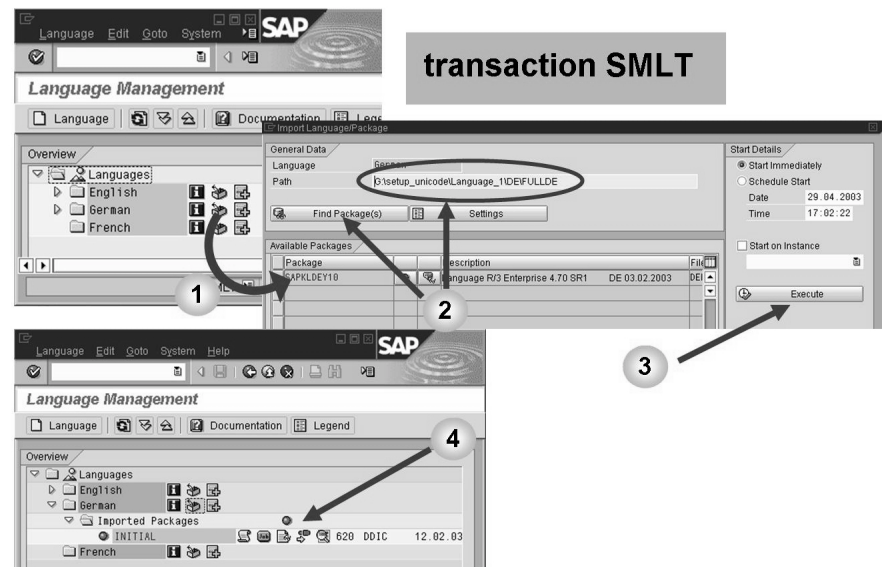 Language Edit Goto System
SAP
Language Management
Language
Documentation
Lege
Overview
Languages
English
German
French
1
transaction SMLT
Import Language/Package
General Data
Language German
Path G:\setup_unicode\Language_1\DE\FULLDE
Find Package(s)
Settings
Available Packages
Package Description File
SAPKLDEY10 Language R/3 Enterprise 4.70 SR1 DE 03.02.2003 DEI
2
Start Details
Start Immediately
Schedule Start
Date 29.04.2003
Time 17:02:22
Start on Instance
Execute
3
Language Edit Goto System Help
SAP
Language Management
Language
Documentation
Legend
4
Overview
Languages
English
German
Imported Packages
INITIAL 620 DDIC 12.02.03
French